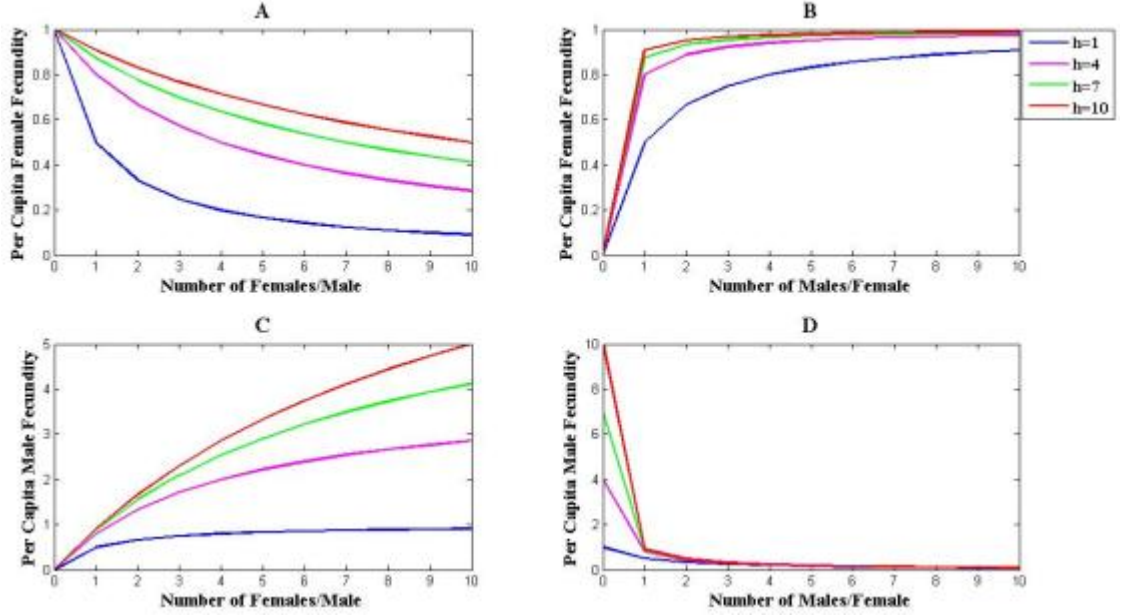 A
Per Capita Female Fecundity
1
0.8
0.6
0.4
0.2
0
0 1 2 3 4 5 6 7 8 9 10
Number of Females/Male
B
Per Capita Female Fecundity
1
0.8
0.6
0.4
0.2
0
0 1 2 3 4 5 6 7 8 9 10
Number of Males/Female
h=1
h=4
h=7
h=10
C
Per Capita Male Fecundity
5
4
3
2
1
0
0 1 2 3 4 5 6 7 8 9 10
Number of Females/Male
D
Per Capita Male Fecundity
10
8
6
4
2
0
0 1 2 3 4 5 6 7 8 9 10
Number of Males/Female